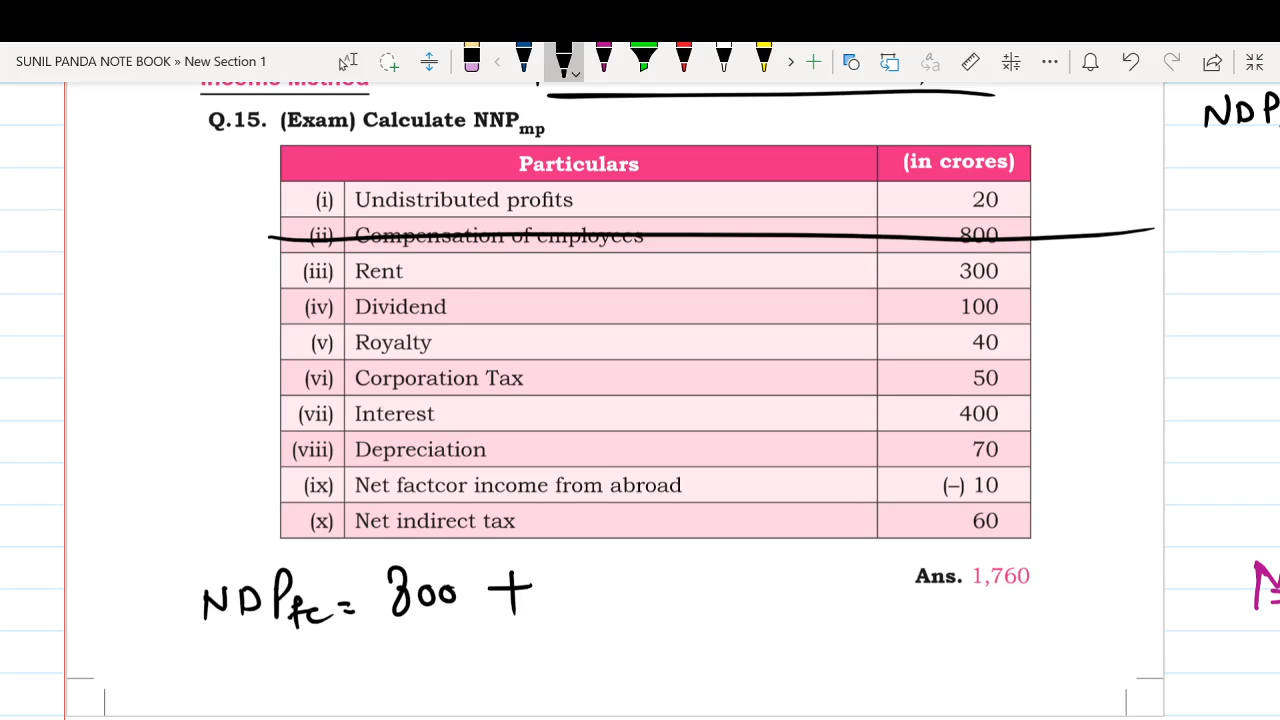 SUNIL PANDA NOTE BOOK » New Section 1
Income Method
NDP
Q.15. (Exam) Calculate NNPmp
Particulars (in crores)
(i) Undistributed profits 20
(ii) Compensation of employees 800
(iii) Rent 300
(iv) Dividend 100
(v) Royalty 40
(vi) Corporation Tax 50
(vii) Interest 400
(viii) Depreciation 70
(ix) Net factcor income from abroad (–) 10
(x) Net indirect tax 60
Ans. 1,760
NDPfc = 800 +